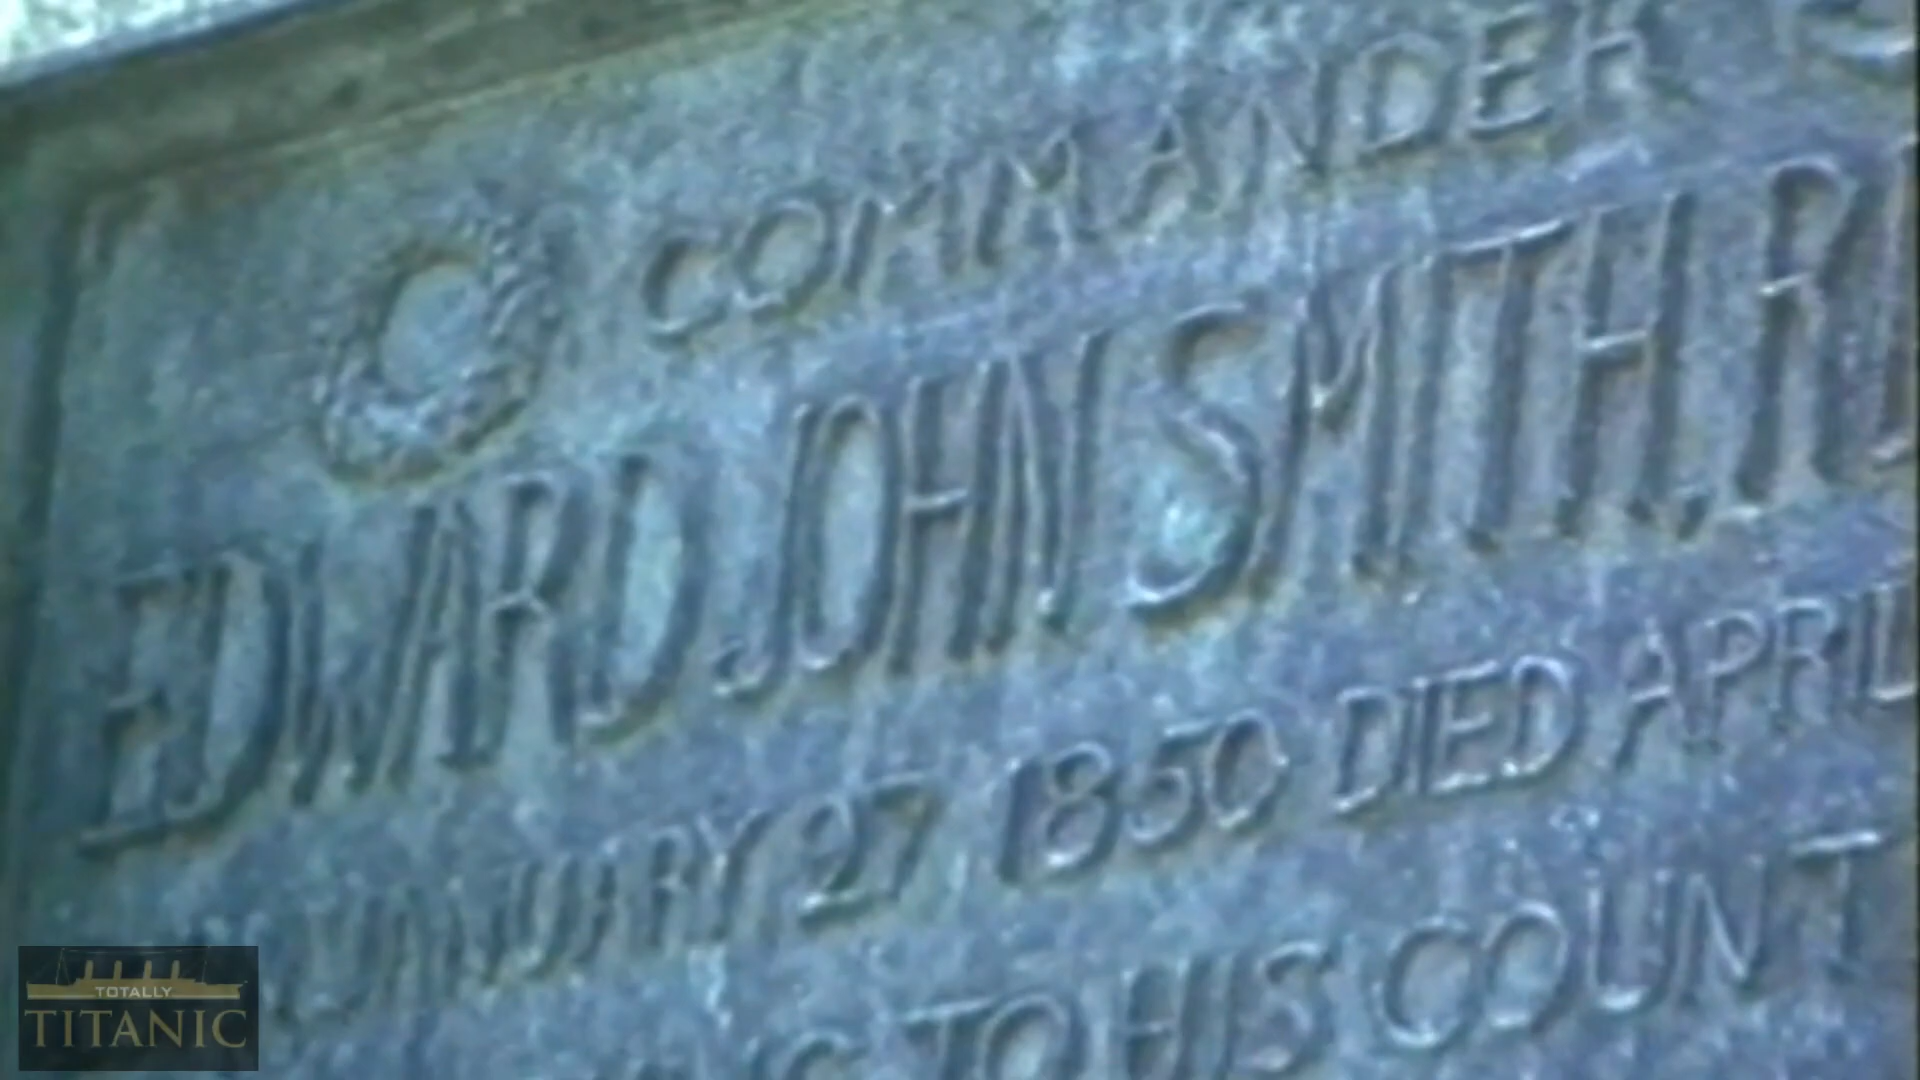 COMMANDER
EDWARD JOHN SMITH. R
JANUARY 27 1850 DIED APRIL
TO HIS COUNT
TOTALLY
TITANIC